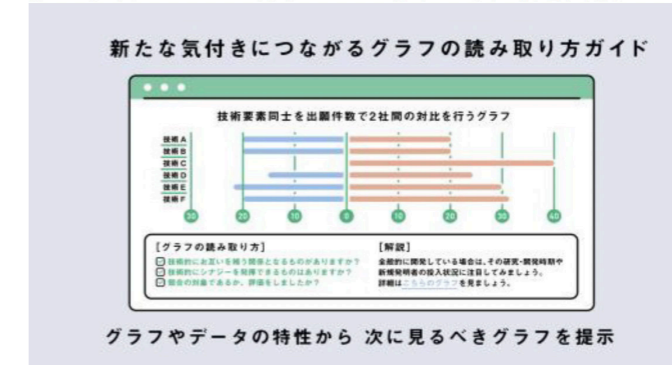 新たな気付きにつながるグラフの読み取り方ガイド
技術要素同士を出願件数で2社間の対比を行うグラフ
技術A
技術B
技術C
技術D
技術E
技術F
30 20 10 0 10 20 30 40
[グラフの読み取り方]
技術的にお互いを補う関係となるものがありますか？
技術的にシナジーを発揮できるものはありますか？
競合の対象であるか、評価をしましたか？
[解説]
全般的に開発している場合は、その研究・開発時期や
新規発明者の投入状況に注目してみましょう。
詳細はこちらのグラフを見ましょう。
グラフやデータの特性から 次に見るべきグラフを提示